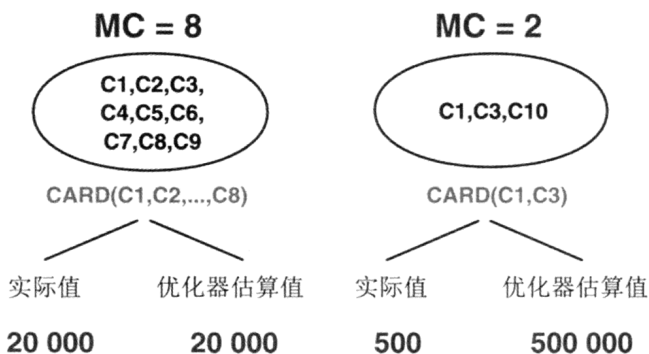 MC = 8
C1,C2,C3,
C4,C5,C6,
C7,C8,C9
CARD(C1,C2,...,C8)
实际值
优化器估算值
20 000
20 000
MC = 2
C1,C3,C10
CARD(C1,C3)
实际值
优化器估算值
500
500 000